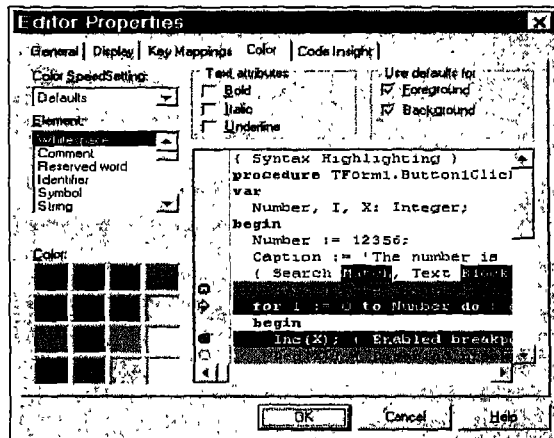 Editor Properties
General Display Key Mappings Color Code Insight
Color SpeedSetting:
Defaults
Element:
Whitespace
Comment
Reserved word
Identifier
Symbol
String
Color:
Text attributes
Bold
Italic
Underline
Use defaults for
Foreground
Background
{ Syntax Highlighting }
procedure TForm1.Button1Clicl
var
Number, I, X: Integer;
begin
Number := 12356;
Caption := 'The number is
{ Search Match, Text Block
for I := 0 to Number do
begin
Inc(X); { Enabled breakpo
OK Cancel Help